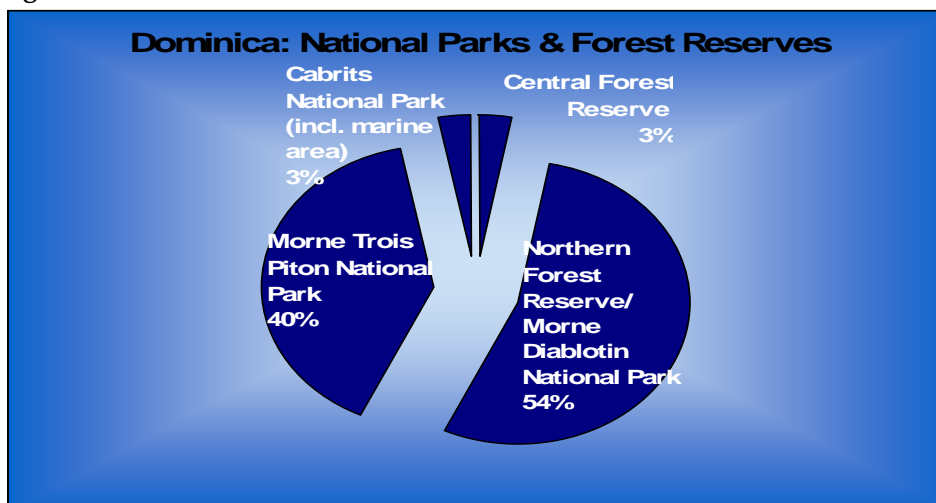 Dominica: National Parks & Forest Reserves
Cabrits
National Park
(incl. marine
area)
3%
Central Forest
Reserve
3%
Morne Trois
Piton National
Park
40%
Northern
Forest
Reserve/
Morne
Diablotin
National Park
54%